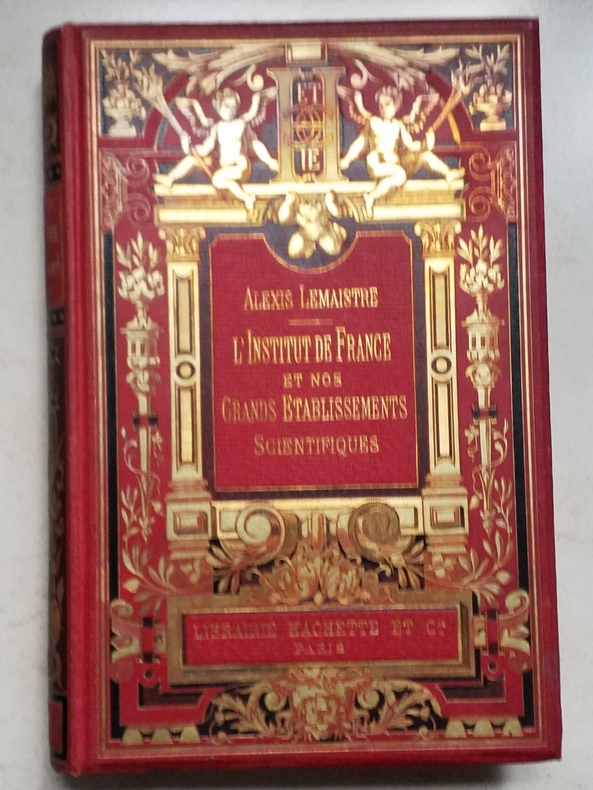 ET
H
IE
ALEXIS LEMAISTRE
L'INSTITUT DE FRANCE
ET NOS
GRANDS ETABLISSEMENTS
SCIENTIFIQUES
LIBRAIRIE HACHETTE ET Cie
PARIS